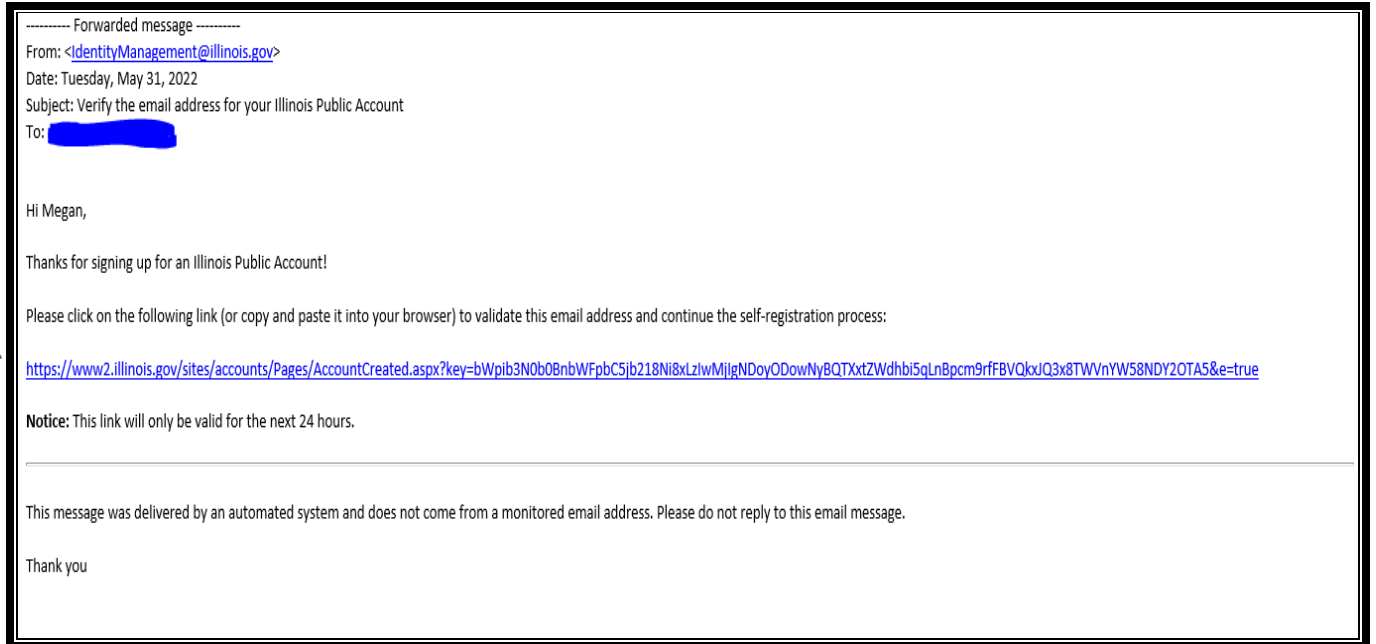 ---------- Forwarded message ----------
From: <IdentityManagement@illinois.gov>
Date: Tuesday, May 31, 2022
Subject: Verify the email address for your Illinois Public Account
To:
Hi Megan,
Thanks for signing up for an Illinois Public Account!
Please click on the following link (or copy and paste it into your browser) to validate this email address and continue the self-registration process:
https://www2.illinois.gov/sites/accounts/Pages/AccountCreated.aspx?key=bWpib3N0b0BnbWFpbC5jb218Ni8xLzIwMjIgNDoyODowNyBQTXxtZWdhbi5qLnBpcm9rfFBVQkxJQ3x8TWVnYW58NDY2OTA5&e=true
Notice: This link will only be valid for the next 24 hours.
This message was delivered by an automated system and does not come from a monitored email address. Please do not reply to this email message.
Thank you